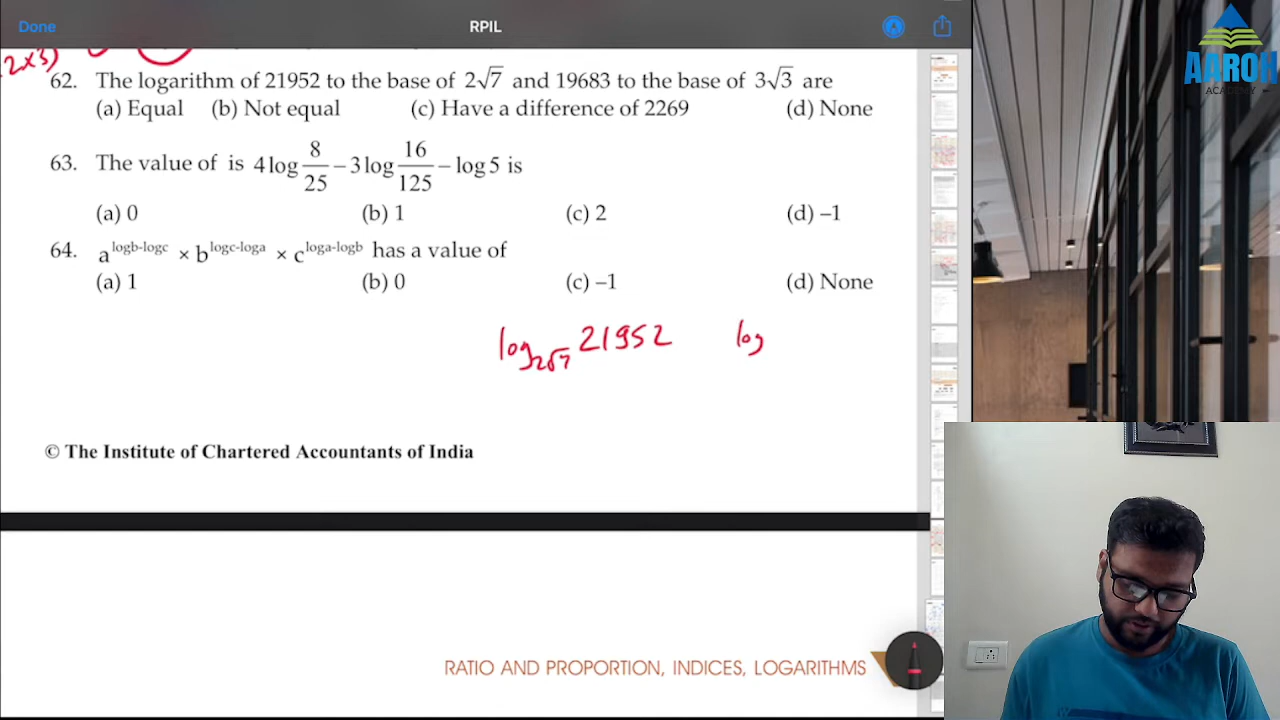 Done
RPIL
2x3)
62. The logarithm of 21952 to the base of 2√7 and 19683 to the base of 3√3 are
(a) Equal (b) Not equal (c) Have a difference of 2269 (d) None
63. The value of is 4 log 8/25 − 3 log 16/125 − log 5 is
(a) 0 (b) 1 (c) 2 (d) –1
64. a^logb-logc × b^logc-loga × c^loga-logb has a value of
(a) 1 (b) 0 (c) –1 (d) None
log_2√7 21952 log
© The Institute of Chartered Accountants of India
RATIO AND PROPORTION, INDICES, LOGARITHMS
AAROH
ACADEMY